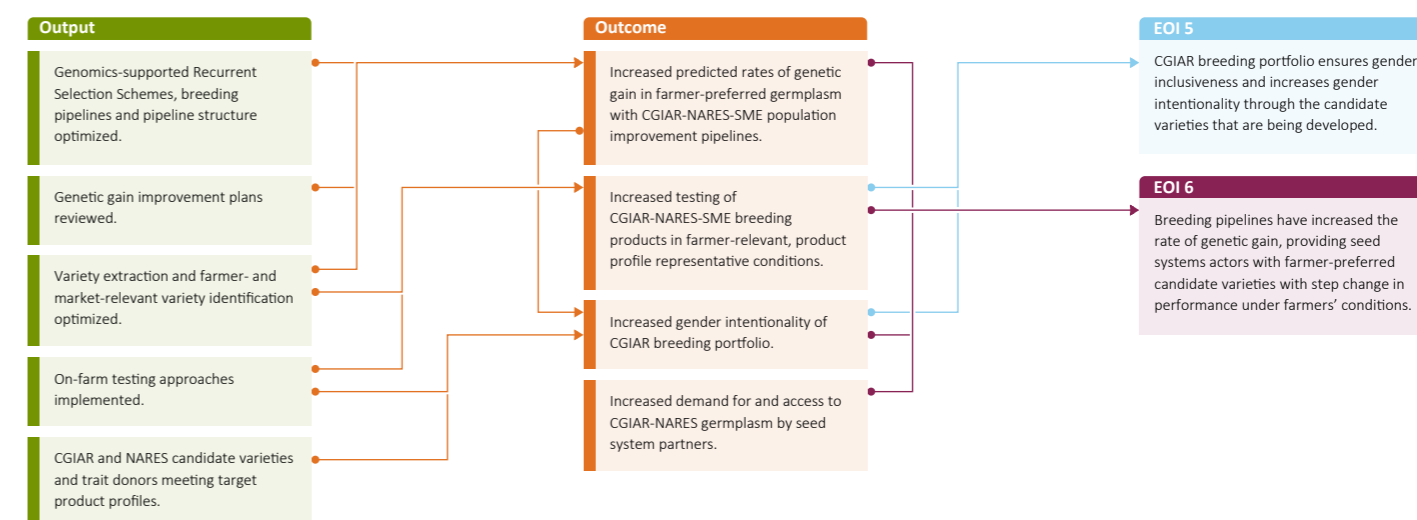 Output
Genomics-supported Recurrent
Selection Schemes, breeding
pipelines and pipeline structure
optimized.
Genetic gain improvement plans
reviewed.
Variety extraction and farmer- and
market-relevant variety identification
optimized.
On-farm testing approaches
implemented.
CGIAR and NARES candidate varieties
and trait donors meeting target
product profiles.
Outcome
Increased predicted rates of genetic
gain in farmer-preferred germplasm
with CGIAR-NARES-SME population
improvement pipelines.
Increased testing of
CGIAR-NARES-SME breeding
products in farmer-relevant, product
profile representative conditions.
Increased gender intentionality of
CGIAR breeding portfolio.
Increased demand for and access to
CGIAR-NARES germplasm by seed
system partners.
EOI 5
CGIAR breeding portfolio ensures gender
inclusiveness and increases gender
intentionality through the candidate
varieties that are being developed.
EOI 6
Breeding pipelines have increased the
rate of genetic gain, providing seed
systems actors with farmer-preferred
candidate varieties with step change in
performance under farmers’ conditions.